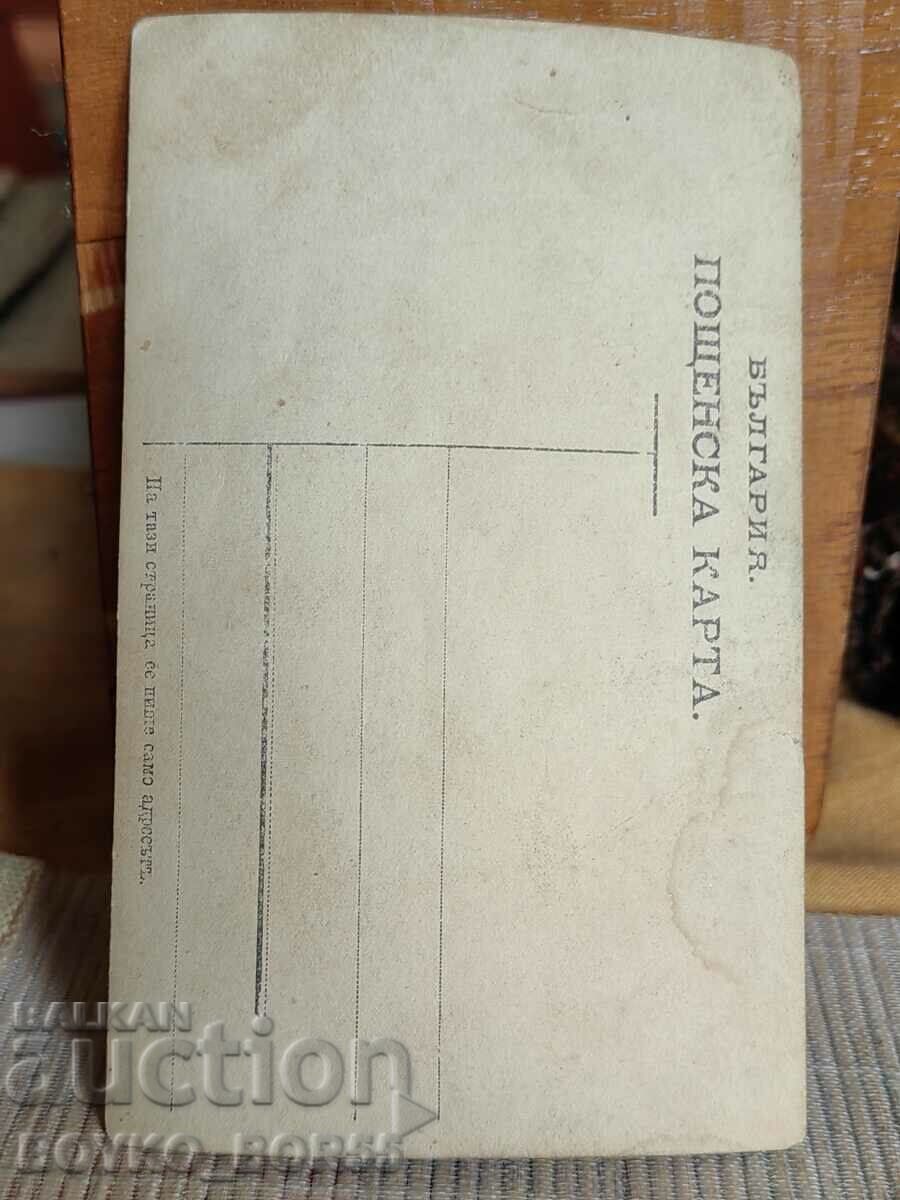 БЪЛГАРИЯ.
ПОЩЕНСКА КАРТА.
На тази страница се пише само адресътъ.
BALKAN
auction
BOYKO_BOR55